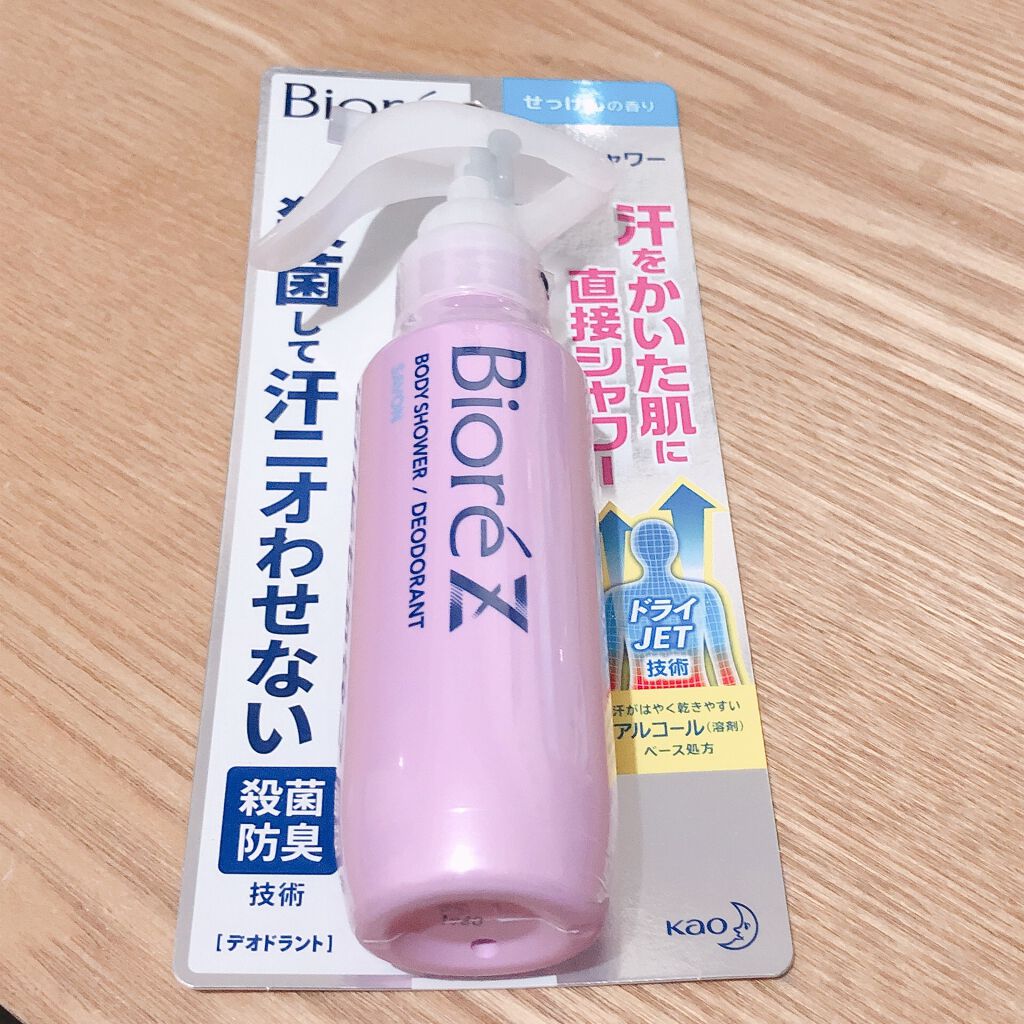 せっけんの香り
シャワー
殺菌して汗ニオわせない
汗をかいた肌に
直接シャワー
BioréZ
BODY SHOWER / DEODORANT
SAVON
ドライ
JET
技術
汗がはやく乾きやすい
アルコール(溶剤)
ベース処方
殺菌
防臭
技術
[デオドラント]
Kao